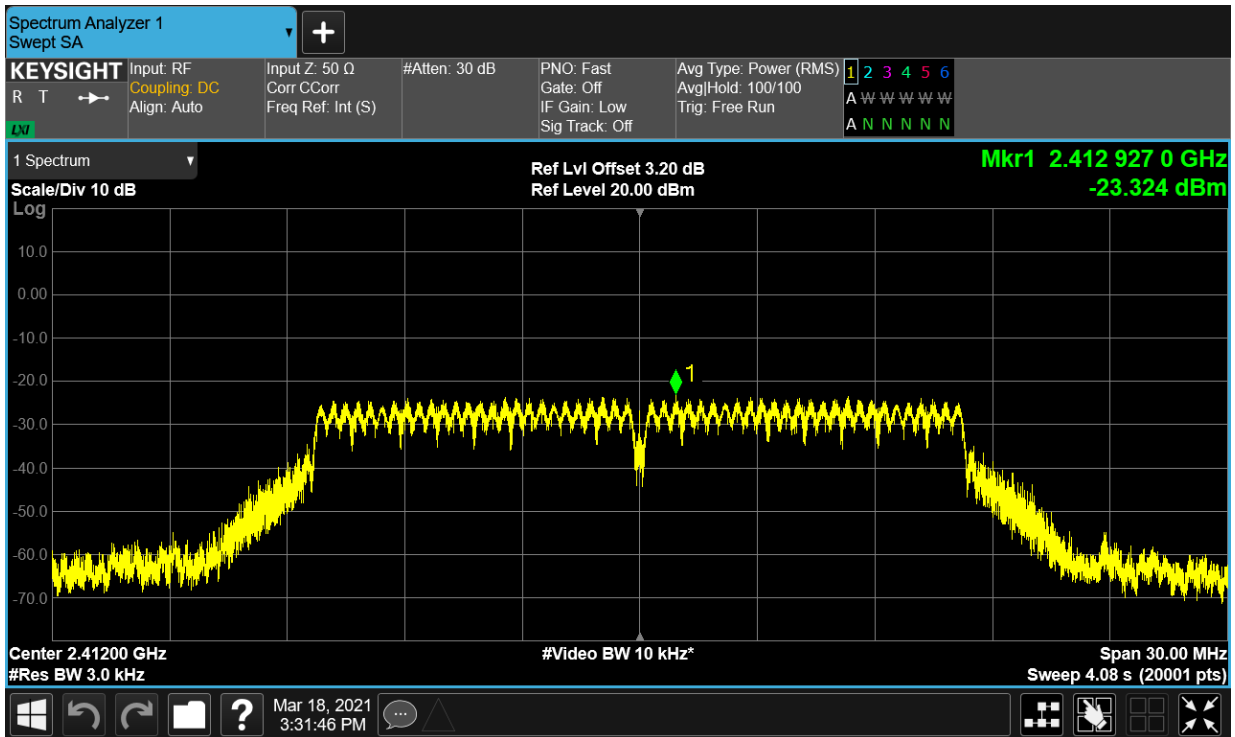 Spectrum Analyzer 1
Swept SA
KEYSIGHT
R T
LXI
Input: RF
Coupling: DC
Align: Auto
Input Z: 50 Ω
Corr CCorr
Freq Ref: Int (S)
#Atten: 30 dB
PNO: Fast
Gate: Off
IF Gain: Low
Sig Track: Off
Avg Type: Power (RMS)
Avg|Hold: 100/100
Trig: Free Run
1 2 3 4 5 6
A W W W W W
A N N N N N
1 Spectrum
Scale/Div 10 dB
Log
Ref Lvl Offset 3.20 dB
Ref Level 20.00 dBm
Mkr1 2.412 927 0 GHz
-23.324 dBm
10.0
0.00
-10.0
-20.0
1
-30.0
-40.0
-50.0
-60.0
-70.0
Center 2.41200 GHz
#Res BW 3.0 kHz
#Video BW 10 kHz*
Span 30.00 MHz
Sweep 4.08 s (20001 pts)
?
Mar 18, 2021
3:31:46 PM